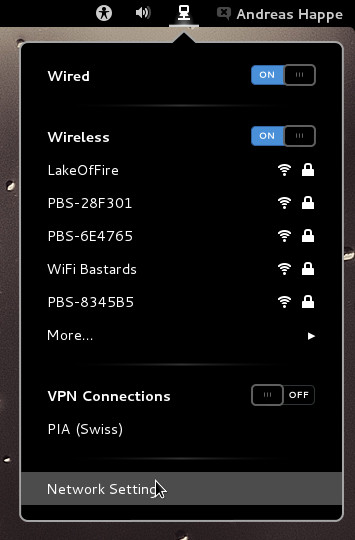 Andreas Happe
Wired ON
Wireless ON
LakeOfFire
PBS-28F301
PBS-6E4765
WiFi Bastards
PBS-8345B5
More...
VPN Connections OFF
PIA (Swiss)
Network Setting